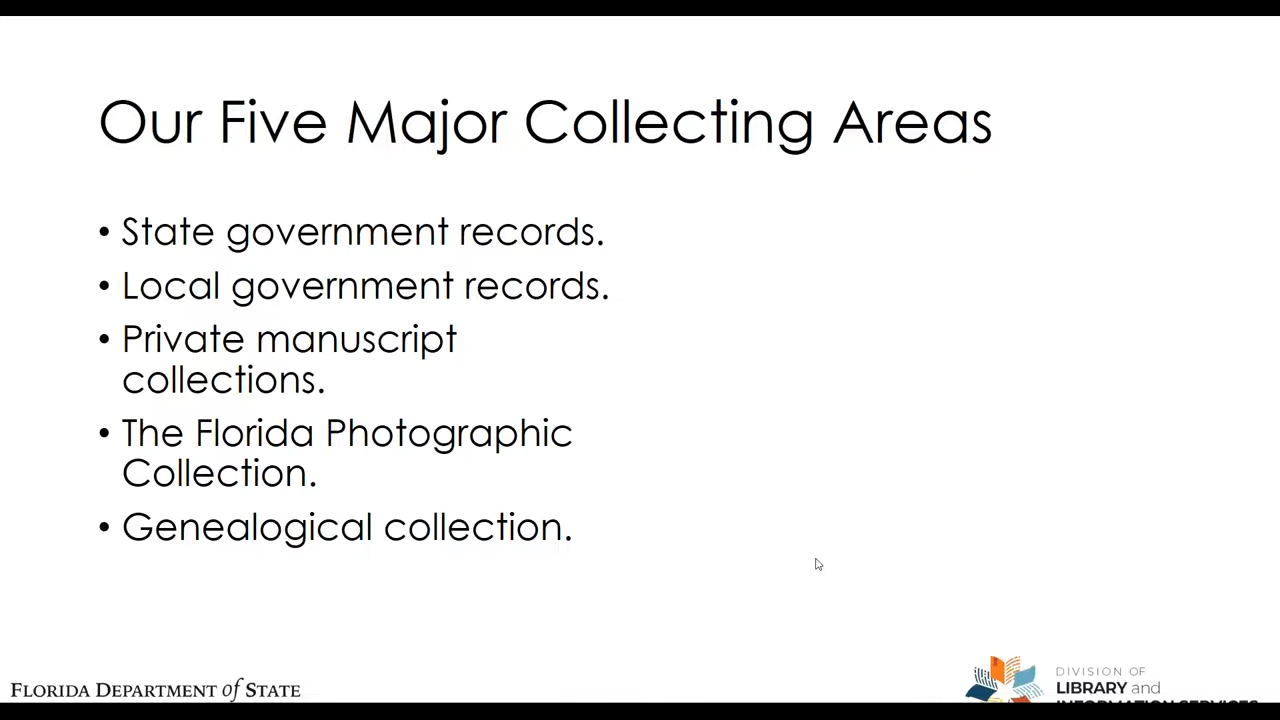 Our Five Major Collecting Areas
• State government records.
• Local government records.
• Private manuscript
collections.
• The Florida Photographic
Collection.
• Genealogical collection.
FLORIDA DEPARTMENT of STATE
DIVISION OF
LIBRARY and
INFORMATION SERVICES